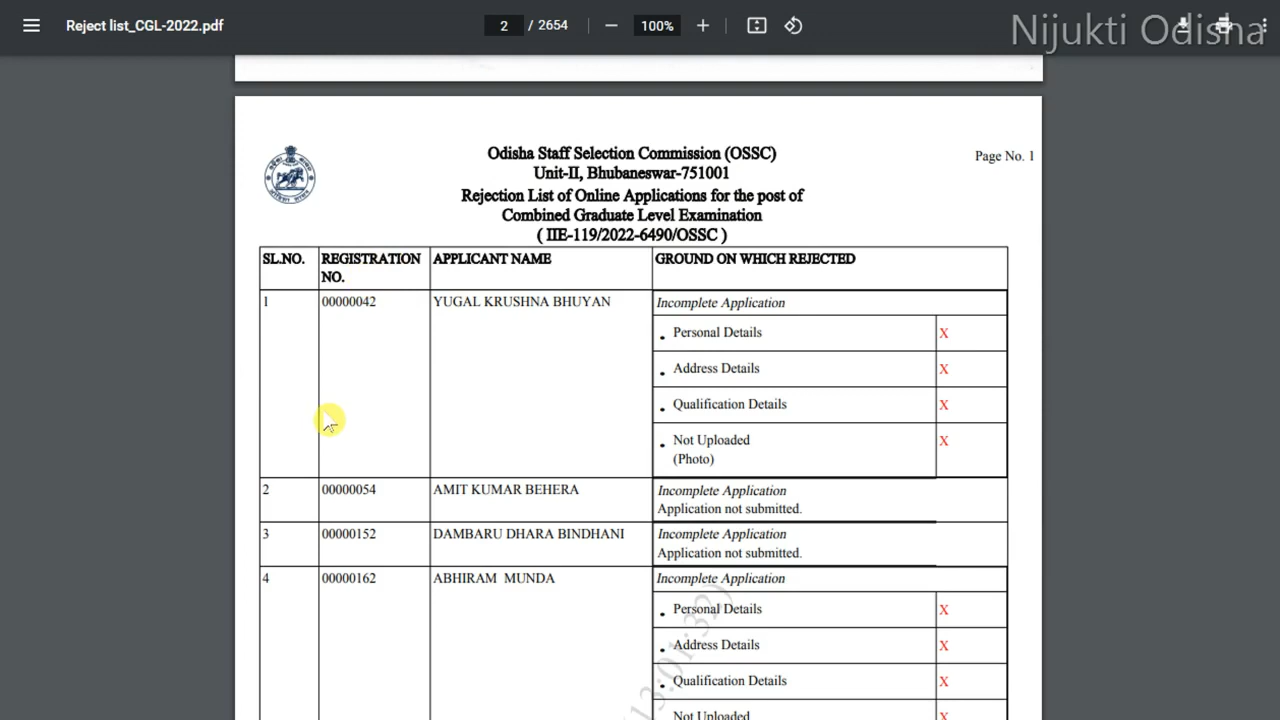 Reject list_CGL-2022.pdf
2 / 2654
100%
Nijukti Odisha
Odisha Staff Selection Commission (OSSC)
Page No. 1
Unit-II, Bhubaneswar-751001
Rejection List of Online Applications for the post of
Combined Graduate Level Examination
( IIE-119/2022-6490/OSSC )
SL.NO. REGISTRATION NO. APPLICANT NAME GROUND ON WHICH REJECTED
1 00000042 YUGAL KRUSHNA BHUYAN Incomplete Application
Personal Details X
Address Details X
Qualification Details X
Not Uploaded X
(Photo)
2 00000054 AMIT KUMAR BEHERA Incomplete Application
Application not submitted.
3 00000152 DAMBARU DHARA BINDHANI Incomplete Application
Application not submitted.
4 00000162 ABHIRAM MUNDA Incomplete Application
Personal Details X
Address Details X
Qualification Details X
Not Uploaded X